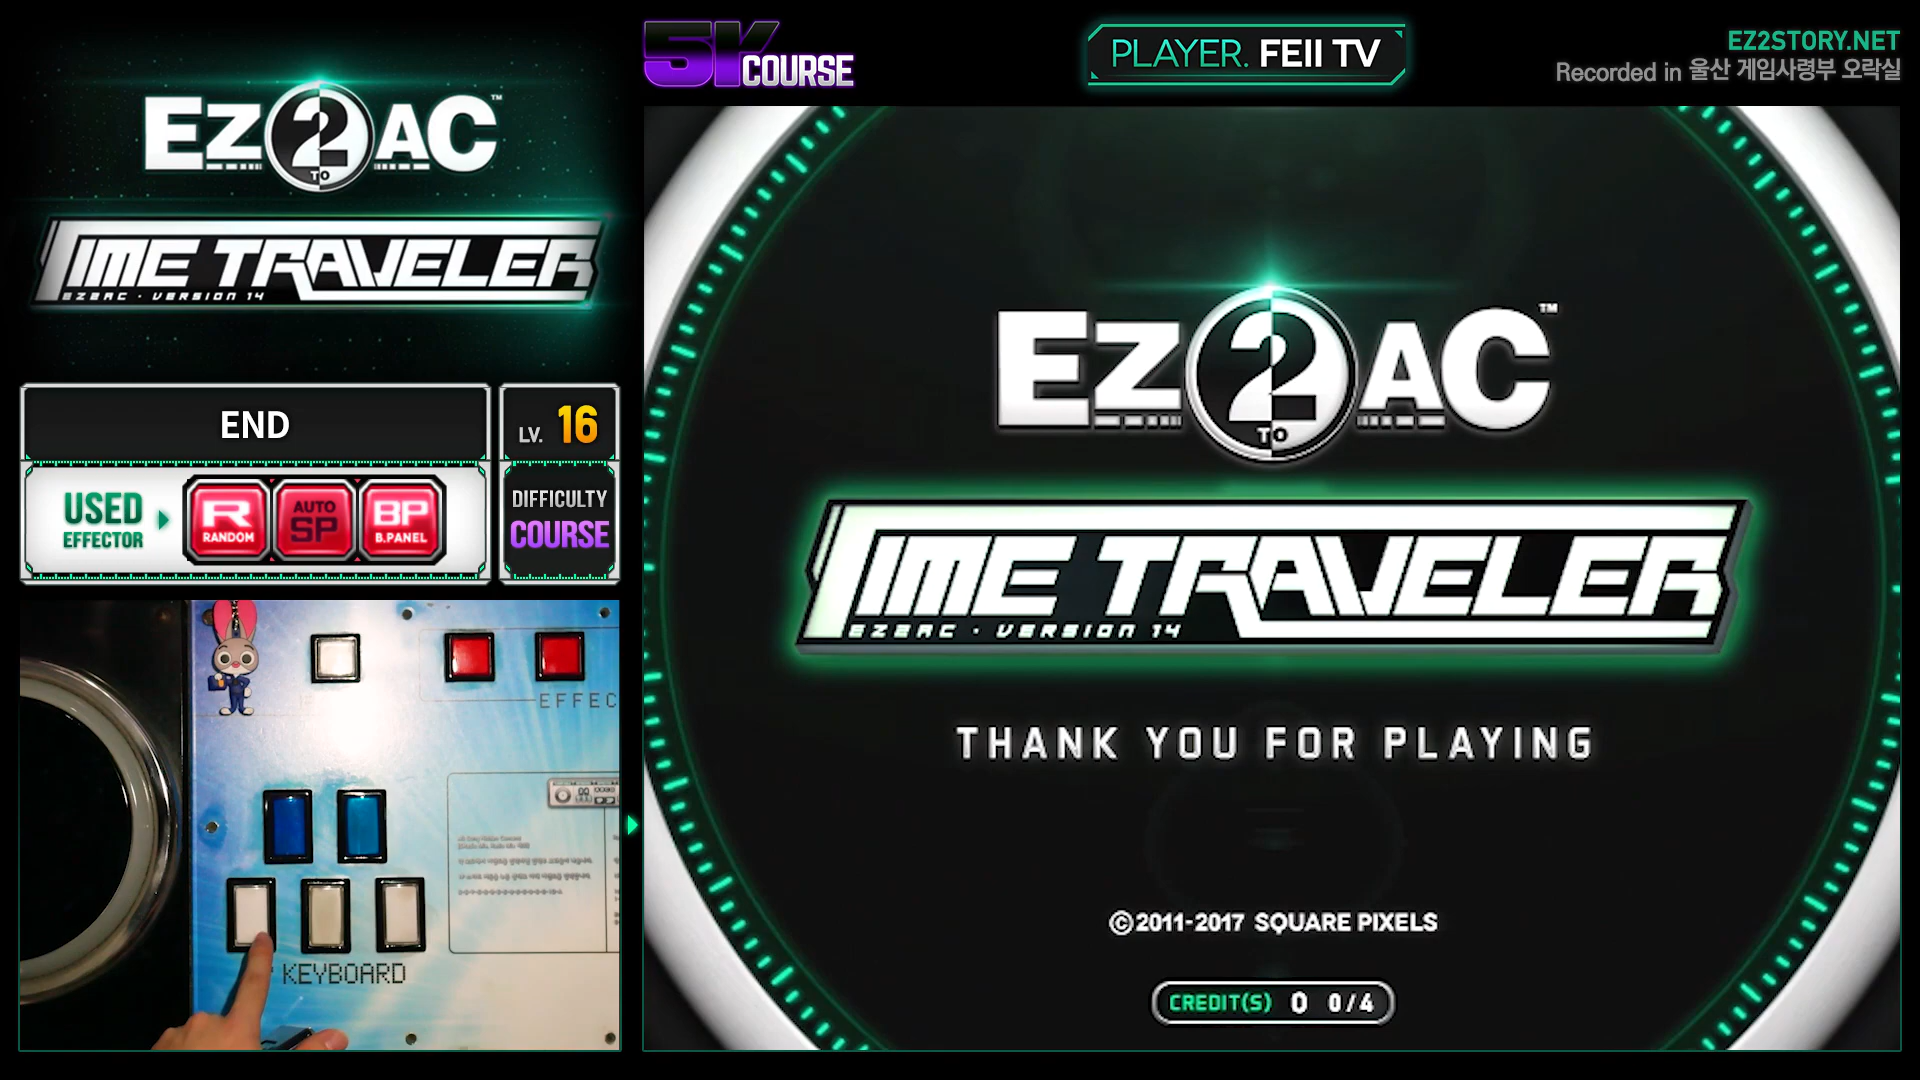 5K COURSE
PLAYER. FEII TV
EZ2STORY.NET
Recorded in 울산 게임사령부 오락실
EZ2AC™
TO
TIME TRAVELER
EZ2AC · VERSION 14
END
LV. 16
USED
EFFECTOR
R
RANDOM
AUTO
SP
BP
B.PANEL
DIFFICULTY
COURSE
EFFEC
KEYBOARD
EZ2AC™
TO
TIME TRAVELER
EZ2AC · VERSION 14
THANK YOU FOR PLAYING
©2011-2017 SQUARE PIXELS
CREDIT(S) 0 0/4